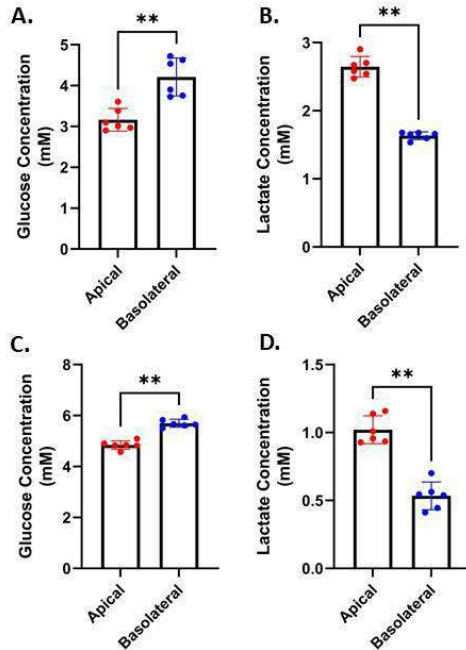 A.
**
Glucose Concentration
(mM)
5
4
3
2
1
0
Apical
Basolateral
B.
**
Lactate Concentration
(mM)
3
2
1
0
Apical
Basolateral
C.
**
Glucose Concentration
(mM)
8
6
4
2
0
Apical
Basolateral
D.
**
Lactate Concentration
(mM)
1.5
1.0
0.5
0.0
Apical
Basolateral